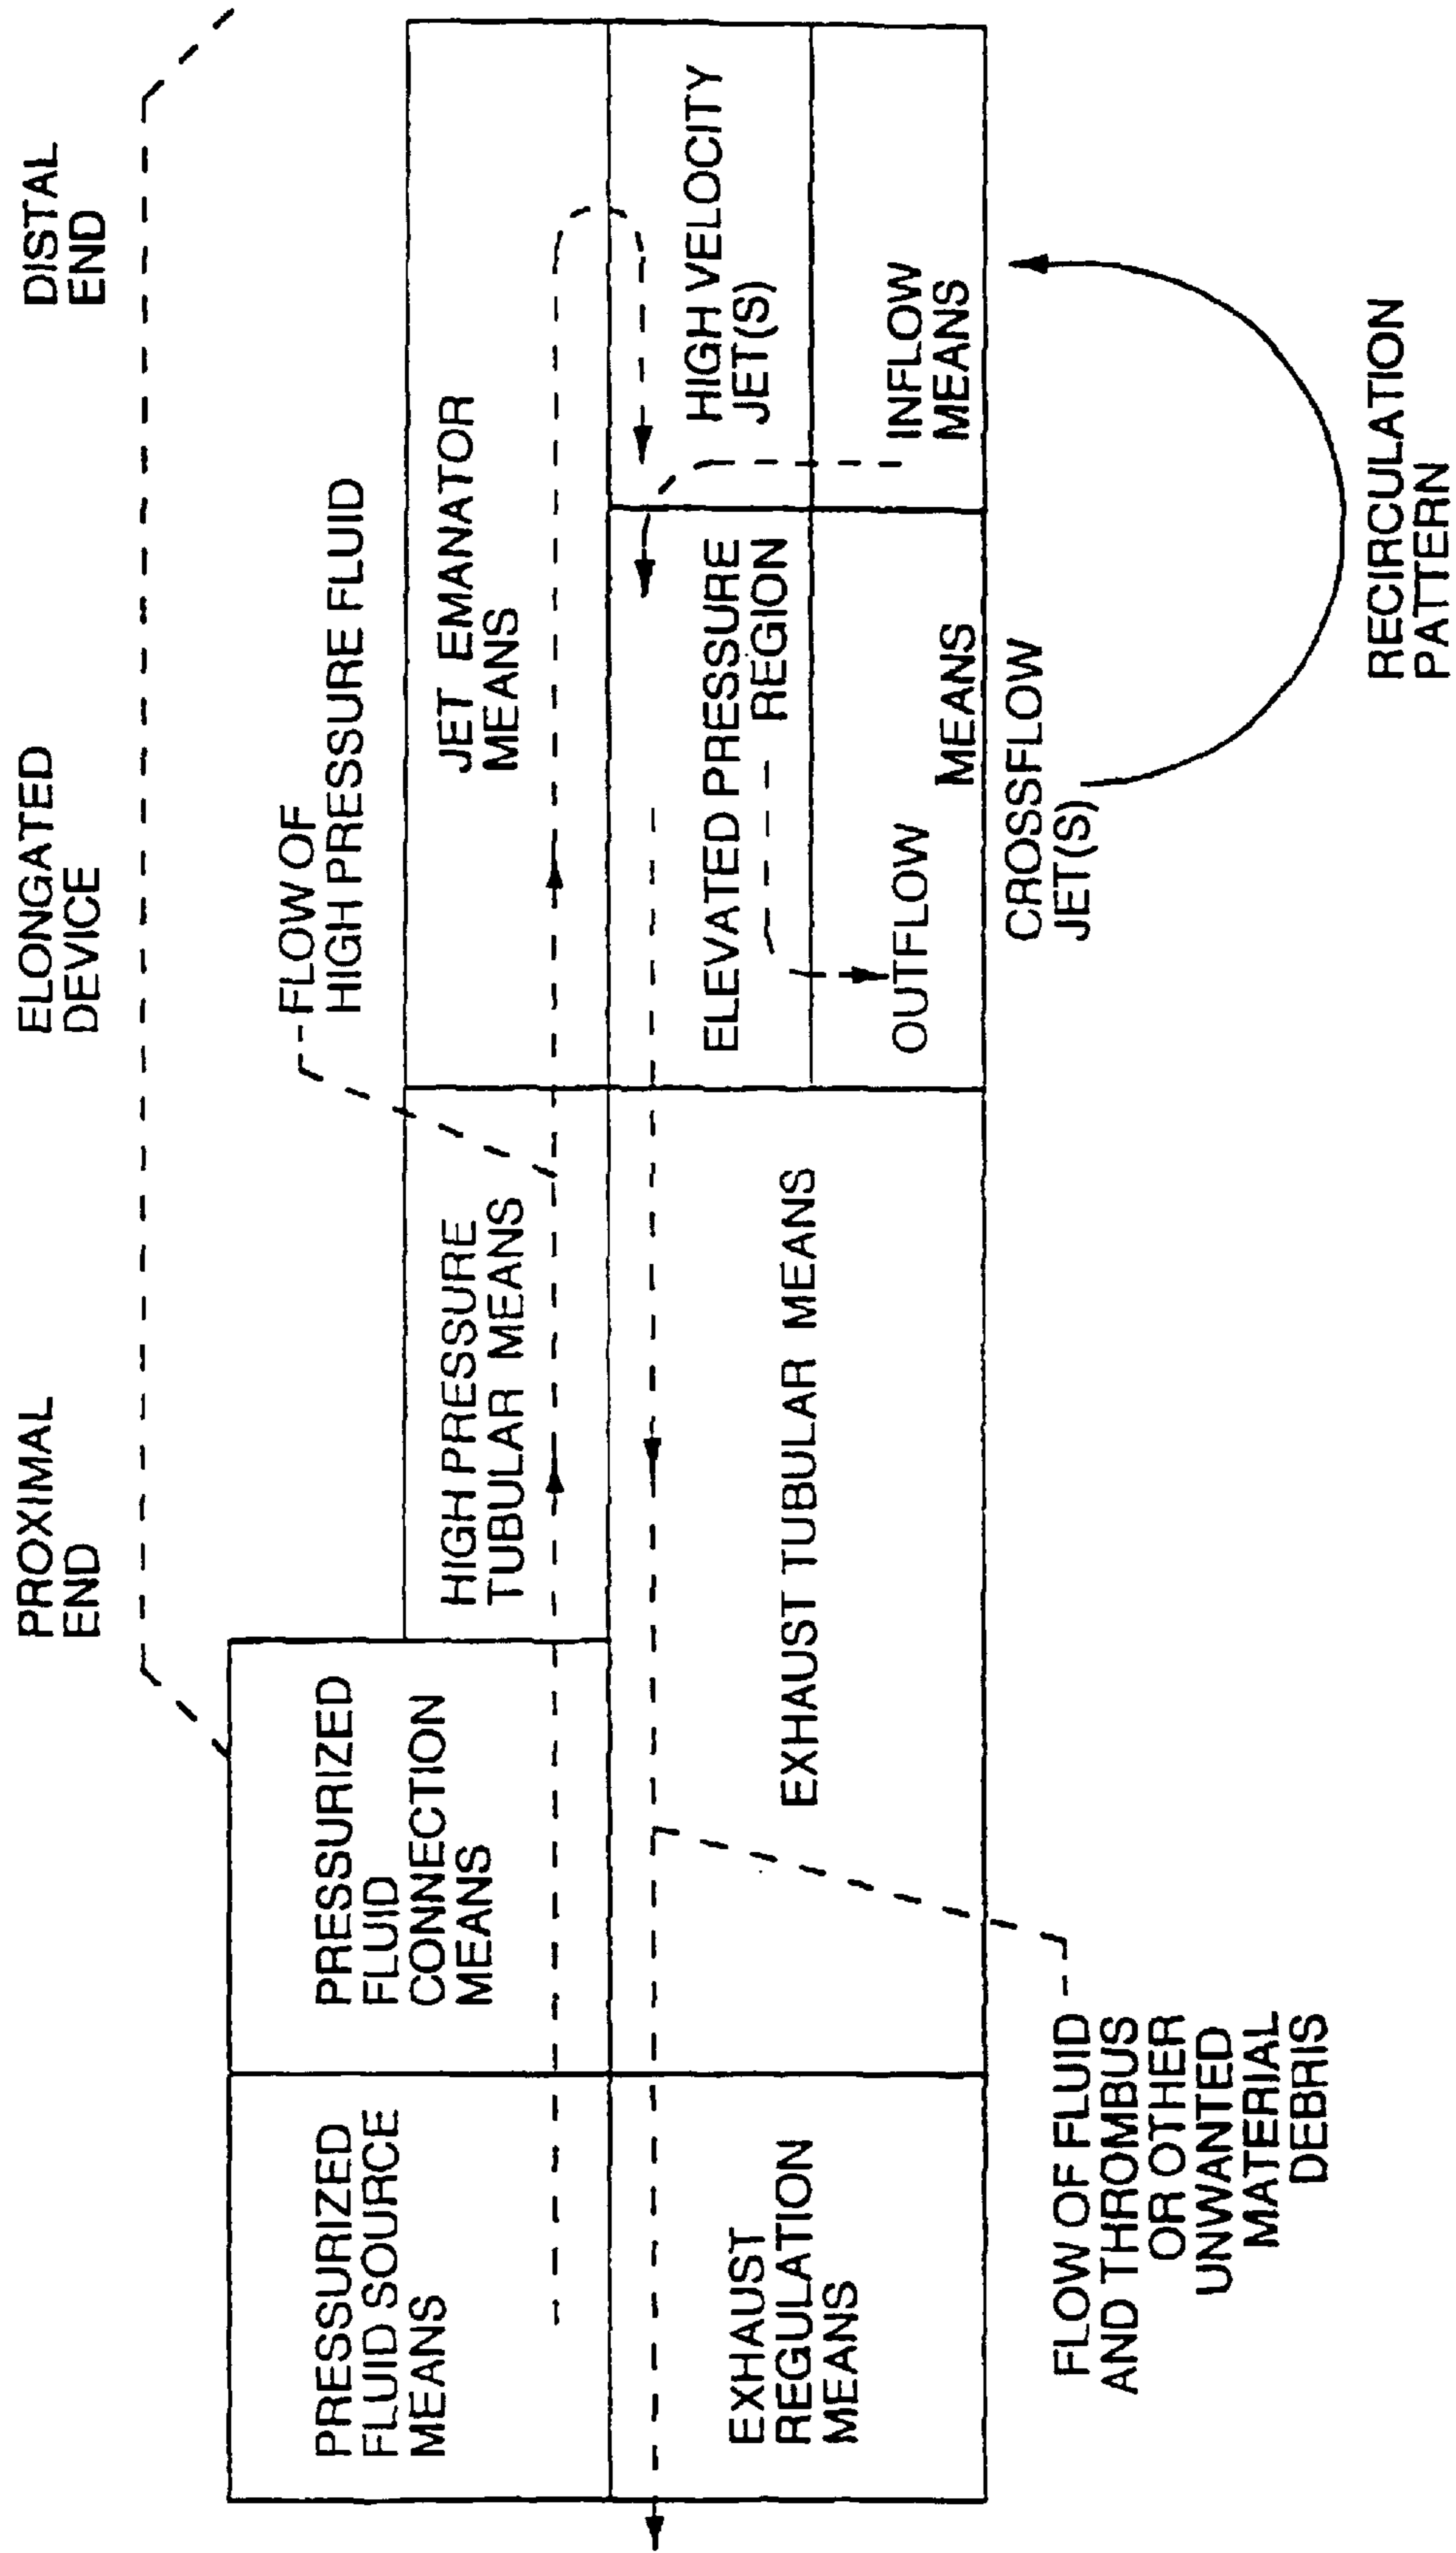 PROXIMAL
END
ELONGATED
DEVICE
DISTAL
END
FLOW OF
HIGH PRESSURE FLUID
PRESSURIZED
FLUID SOURCE
MEANS
PRESSURIZED
FLUID
CONNECTION
MEANS
HIGH PRESSURE
TUBULAR MEANS
JET EMANATOR
MEANS
EXHAUST
REGULATION
MEANS
EXHAUST TUBULAR MEANS
ELEVATED PRESSURE
REGION
HIGH VELOCITY
JET(S)
OUTFLOW
MEANS
INFLOW
MEANS
CROSSFLOW
JET(S)
FLOW OF FLUID
AND THROMBUS
OR OTHER
UNWANTED
MATERIAL
DEBRIS
RECIRCULATION
PATTERN